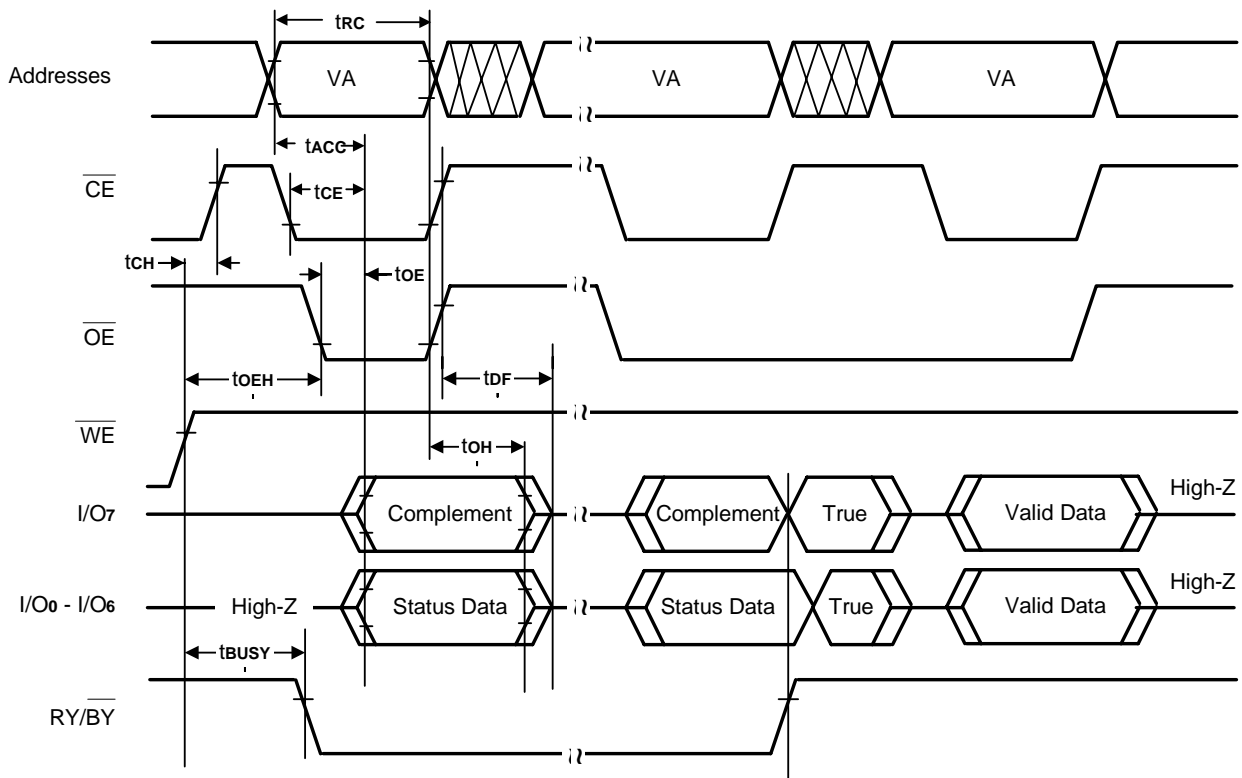 tRC
Addresses VA VA VA
tACC
CE
tCE
tCH tOE
OE
tOEH tDF
WE
tOH
I/O7 Complement Complement True Valid Data High-Z
I/O0 - I/O6 High-Z Status Data Status Data True Valid Data High-Z
tBUSY
RY/BY